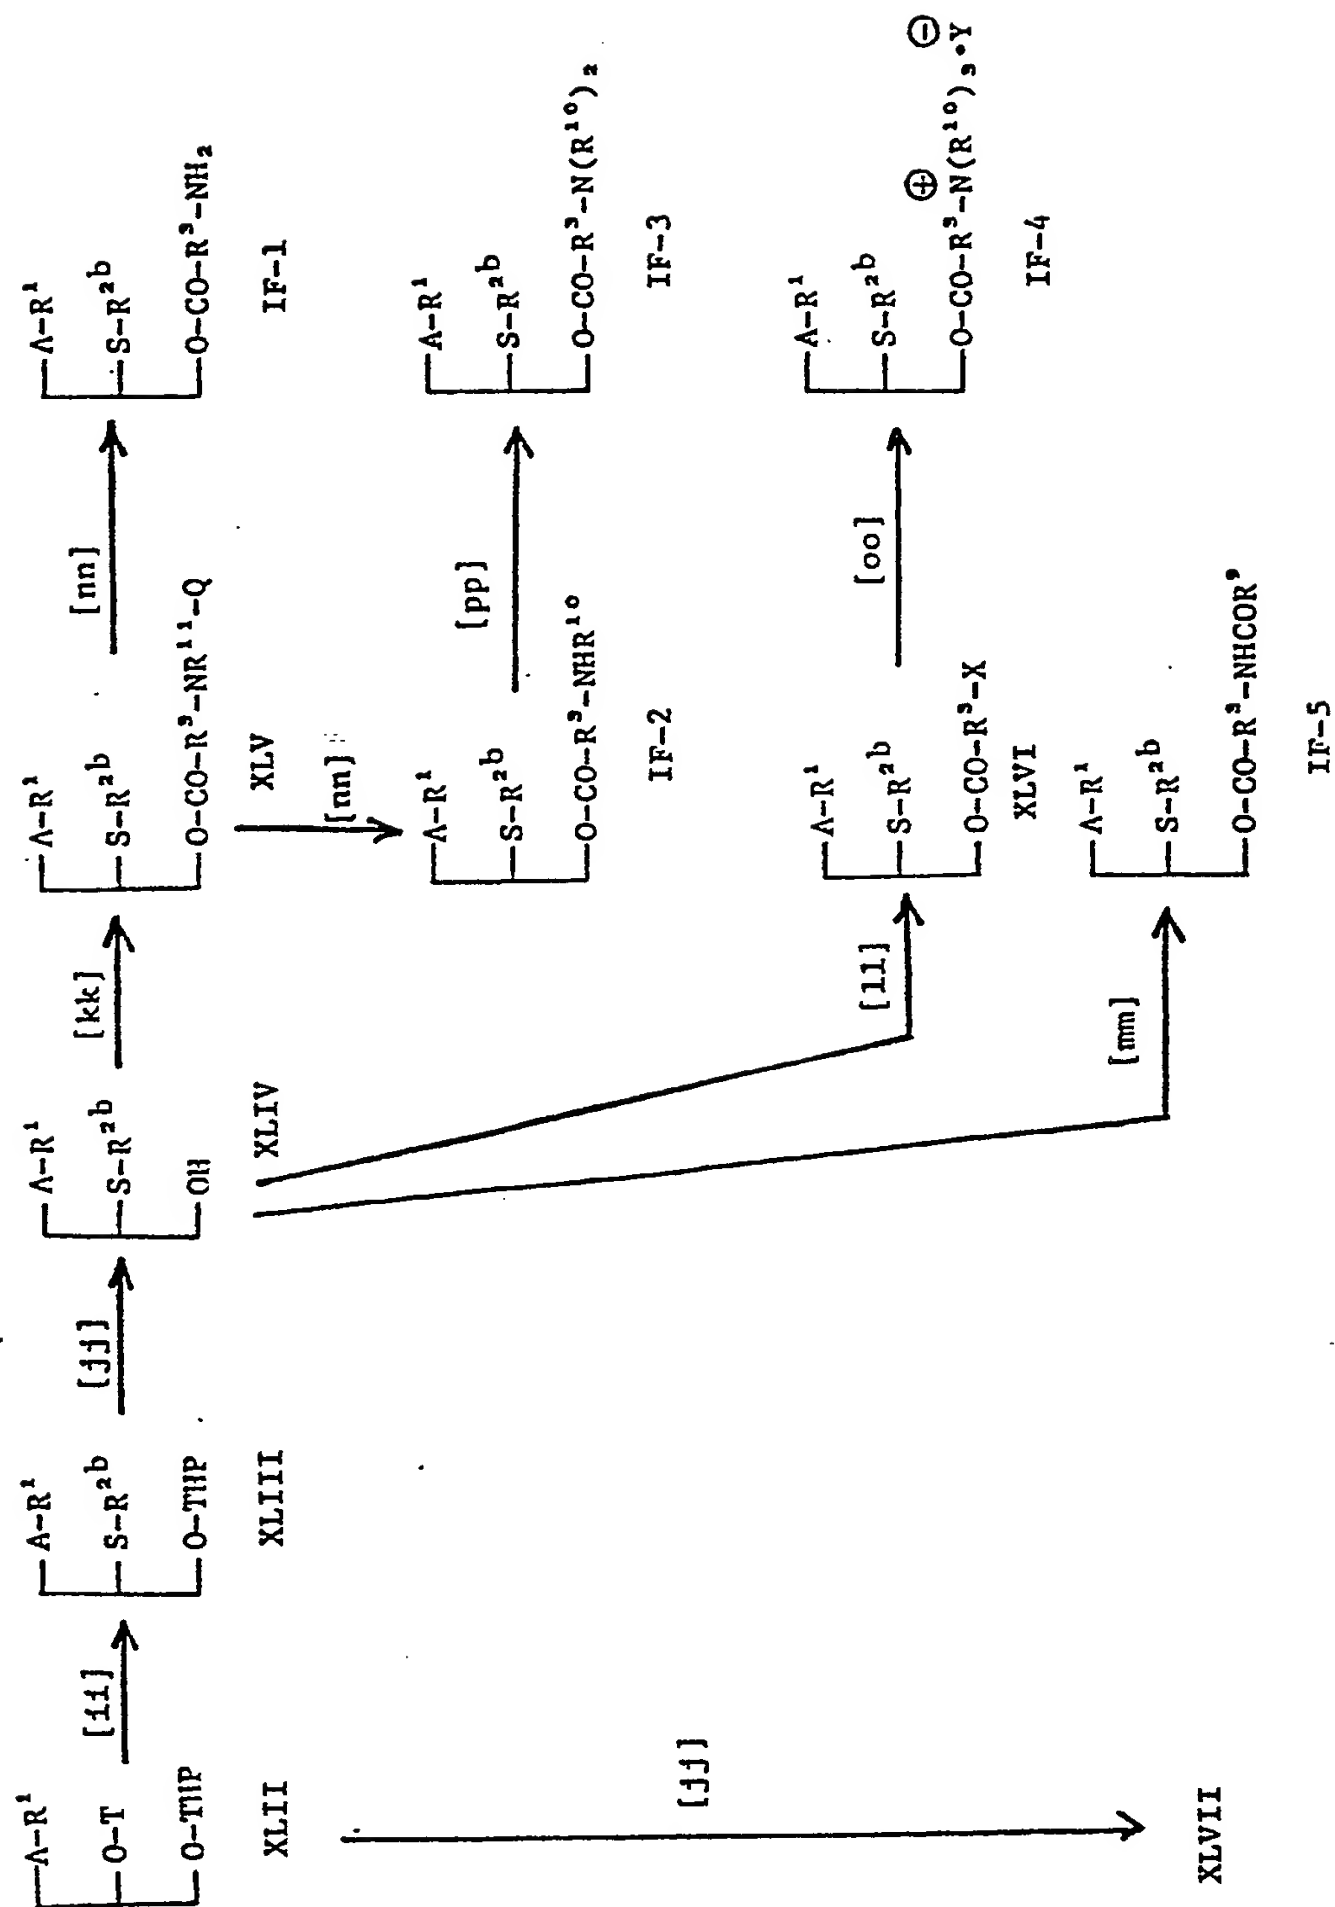 A-R¹
O-T
O-THP
XLII
[ii]
A-R¹
S-R²ᵇ
O-THP
XLIII
[jj]
A-R¹
S-R²ᵇ
OH
XLIV
[kk]
A-R¹
S-R²ᵇ
O-CO-R³-NR¹¹-Q
XLV
[nn]
A-R¹
S-R²ᵇ
O-CO-R³-NH₂
IF-1
[nn]
A-R¹
S-R²ᵇ
O-CO-R³-NHR¹⁰
IF-2
[pp]
A-R¹
S-R²ᵇ
O-CO-R³-N(R¹⁰)₂
IF-3
[ll]
A-R¹
S-R²ᵇ
O-CO-R³-X
XLVI
[oo]
A-R¹
S-R²ᵇ
⊕ ⊖
O-CO-R³-N(R¹⁰)₃·Y
IF-4
[mm]
A-R¹
S-R²ᵇ
O-CO-R³-NHCOR⁹
IF-5
[jj]
XLVII